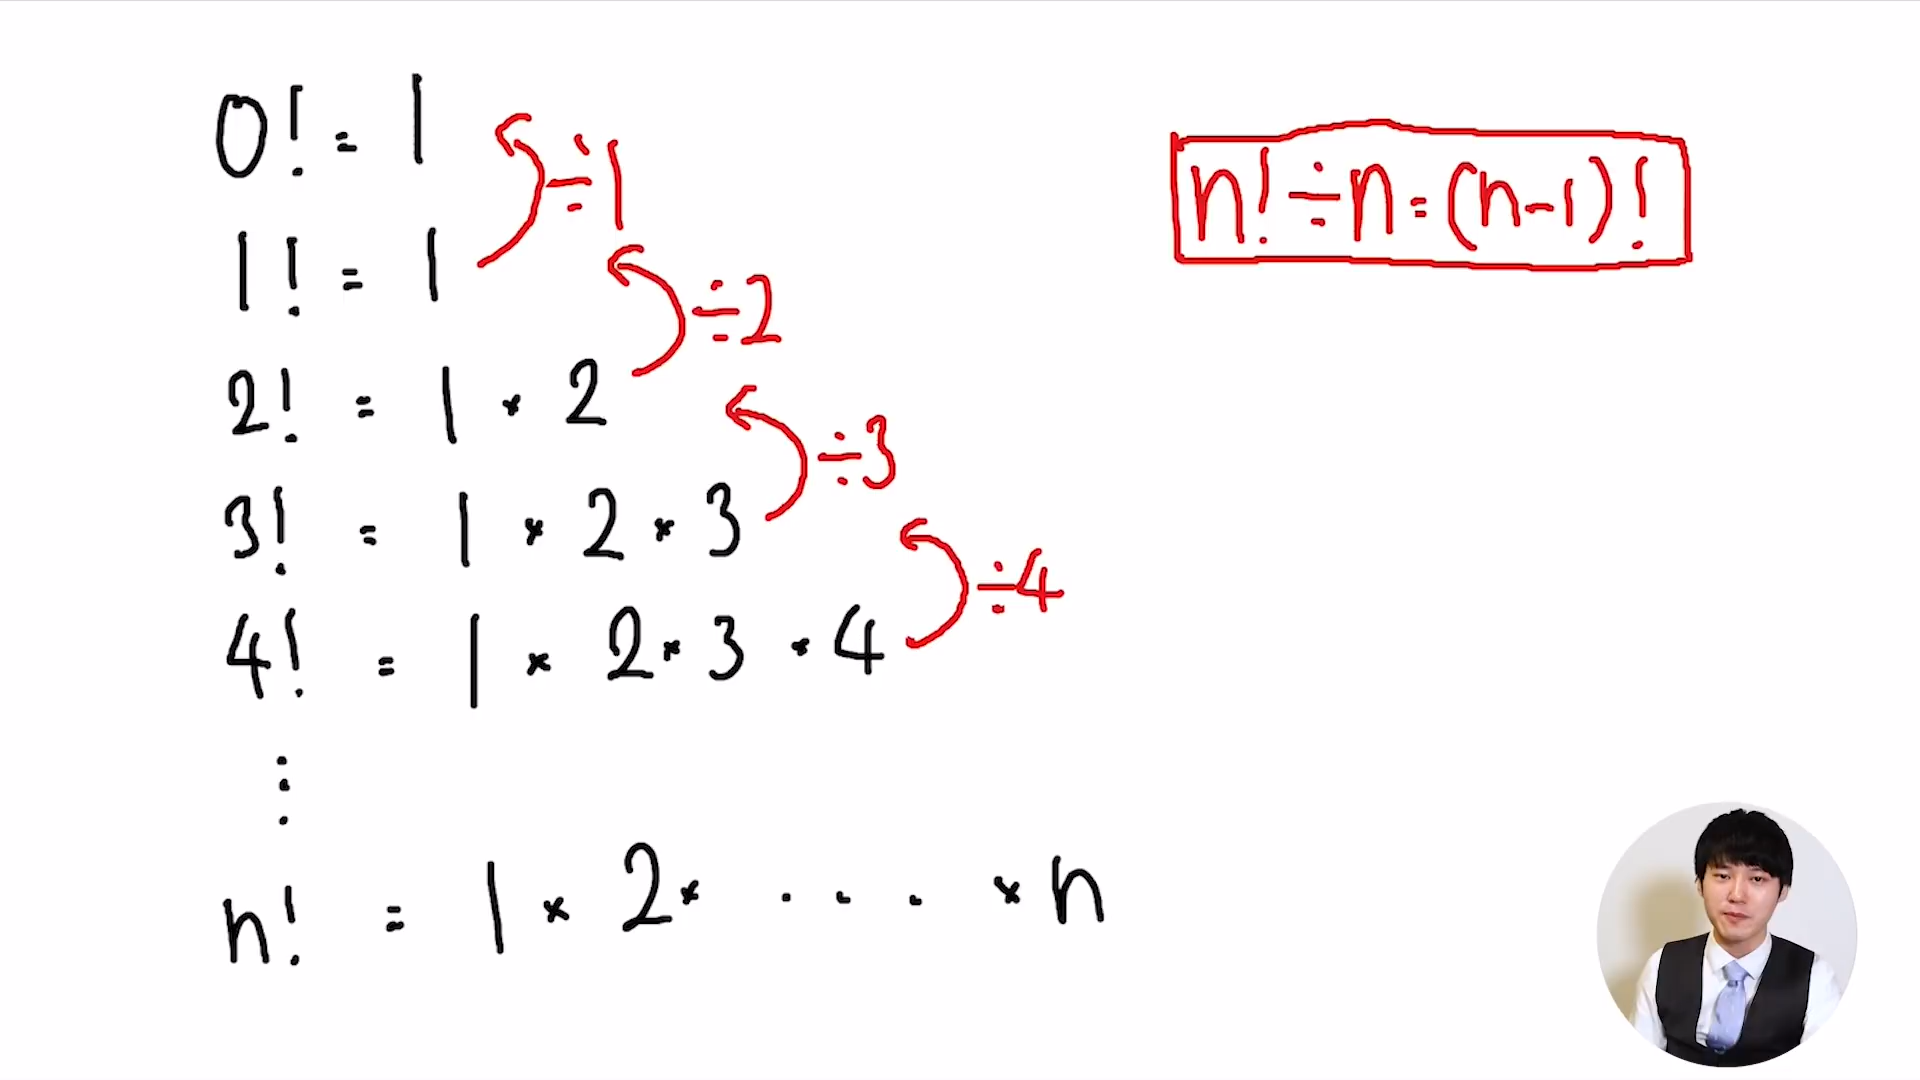 0! = 1
÷1
n! ÷ n = (n-1)!
1! = 1
÷2
2! = 1 × 2
÷3
3! = 1 × 2 × 3
÷4
4! = 1 × 2 × 3 × 4
⋮
n! = 1 × 2 × . . . × n